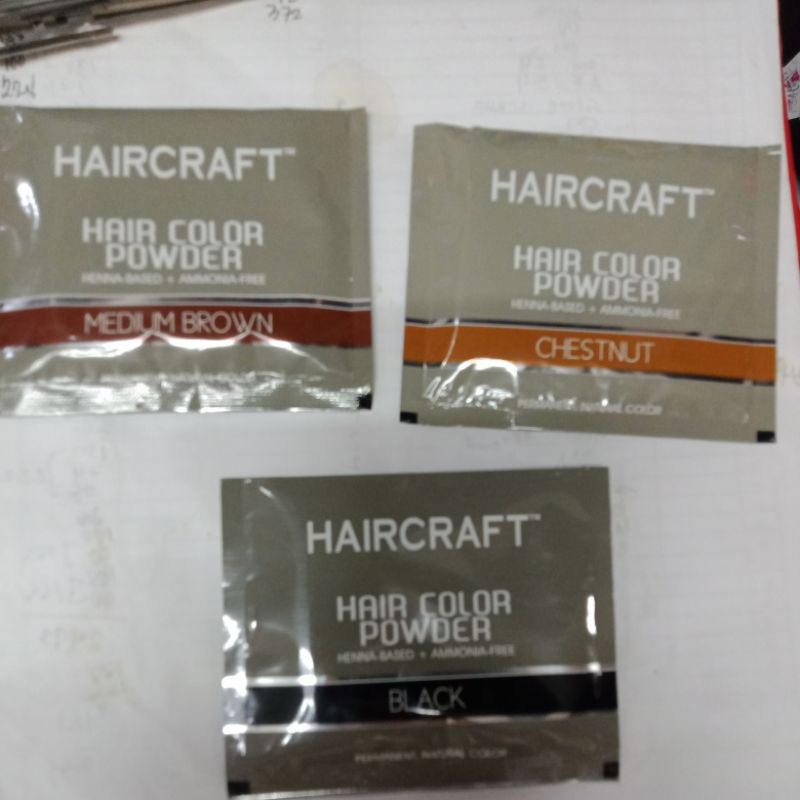 372
HAIRCRAFT™
HAIR COLOR
POWDER
HENNA-BASED + AMMONIA-FREE
MEDIUM BROWN
HAIRCRAFT™
HAIR COLOR
POWDER
HENNA-BASED + AMMONIA-FREE
CHESTNUT
PERMANENT NATURAL COLOR
HAIRCRAFT™
HAIR COLOR
POWDER
HENNA-BASED + AMMONIA-FREE
BLACK
PERMANENT NATURAL COLOR